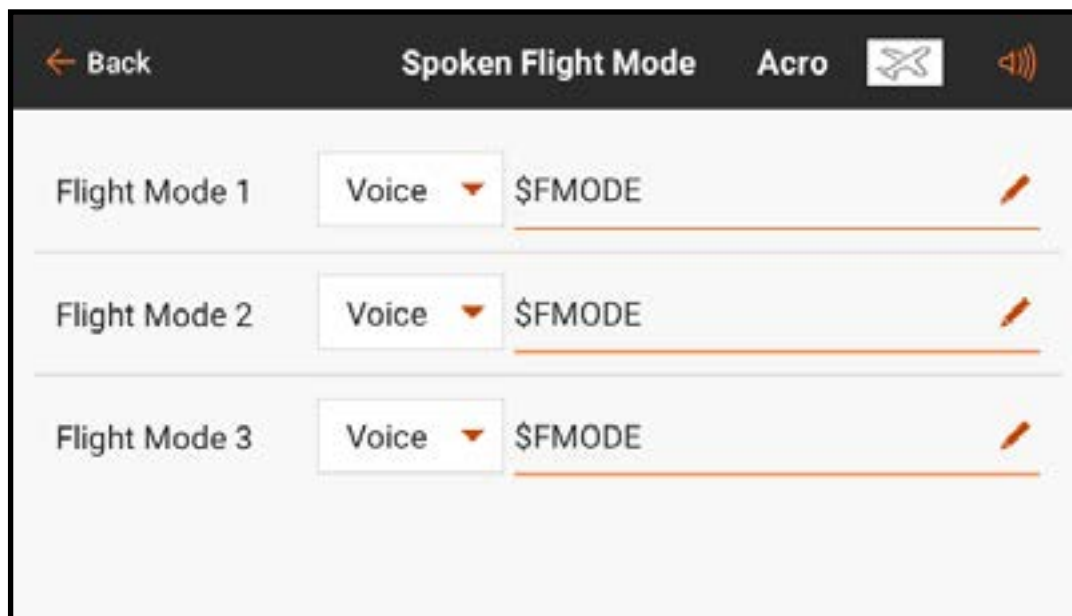 Back Spoken Flight Mode Acro
Flight Mode 1 Voice $FMODE
Flight Mode 2 Voice $FMODE
Flight Mode 3 Voice $FMODE